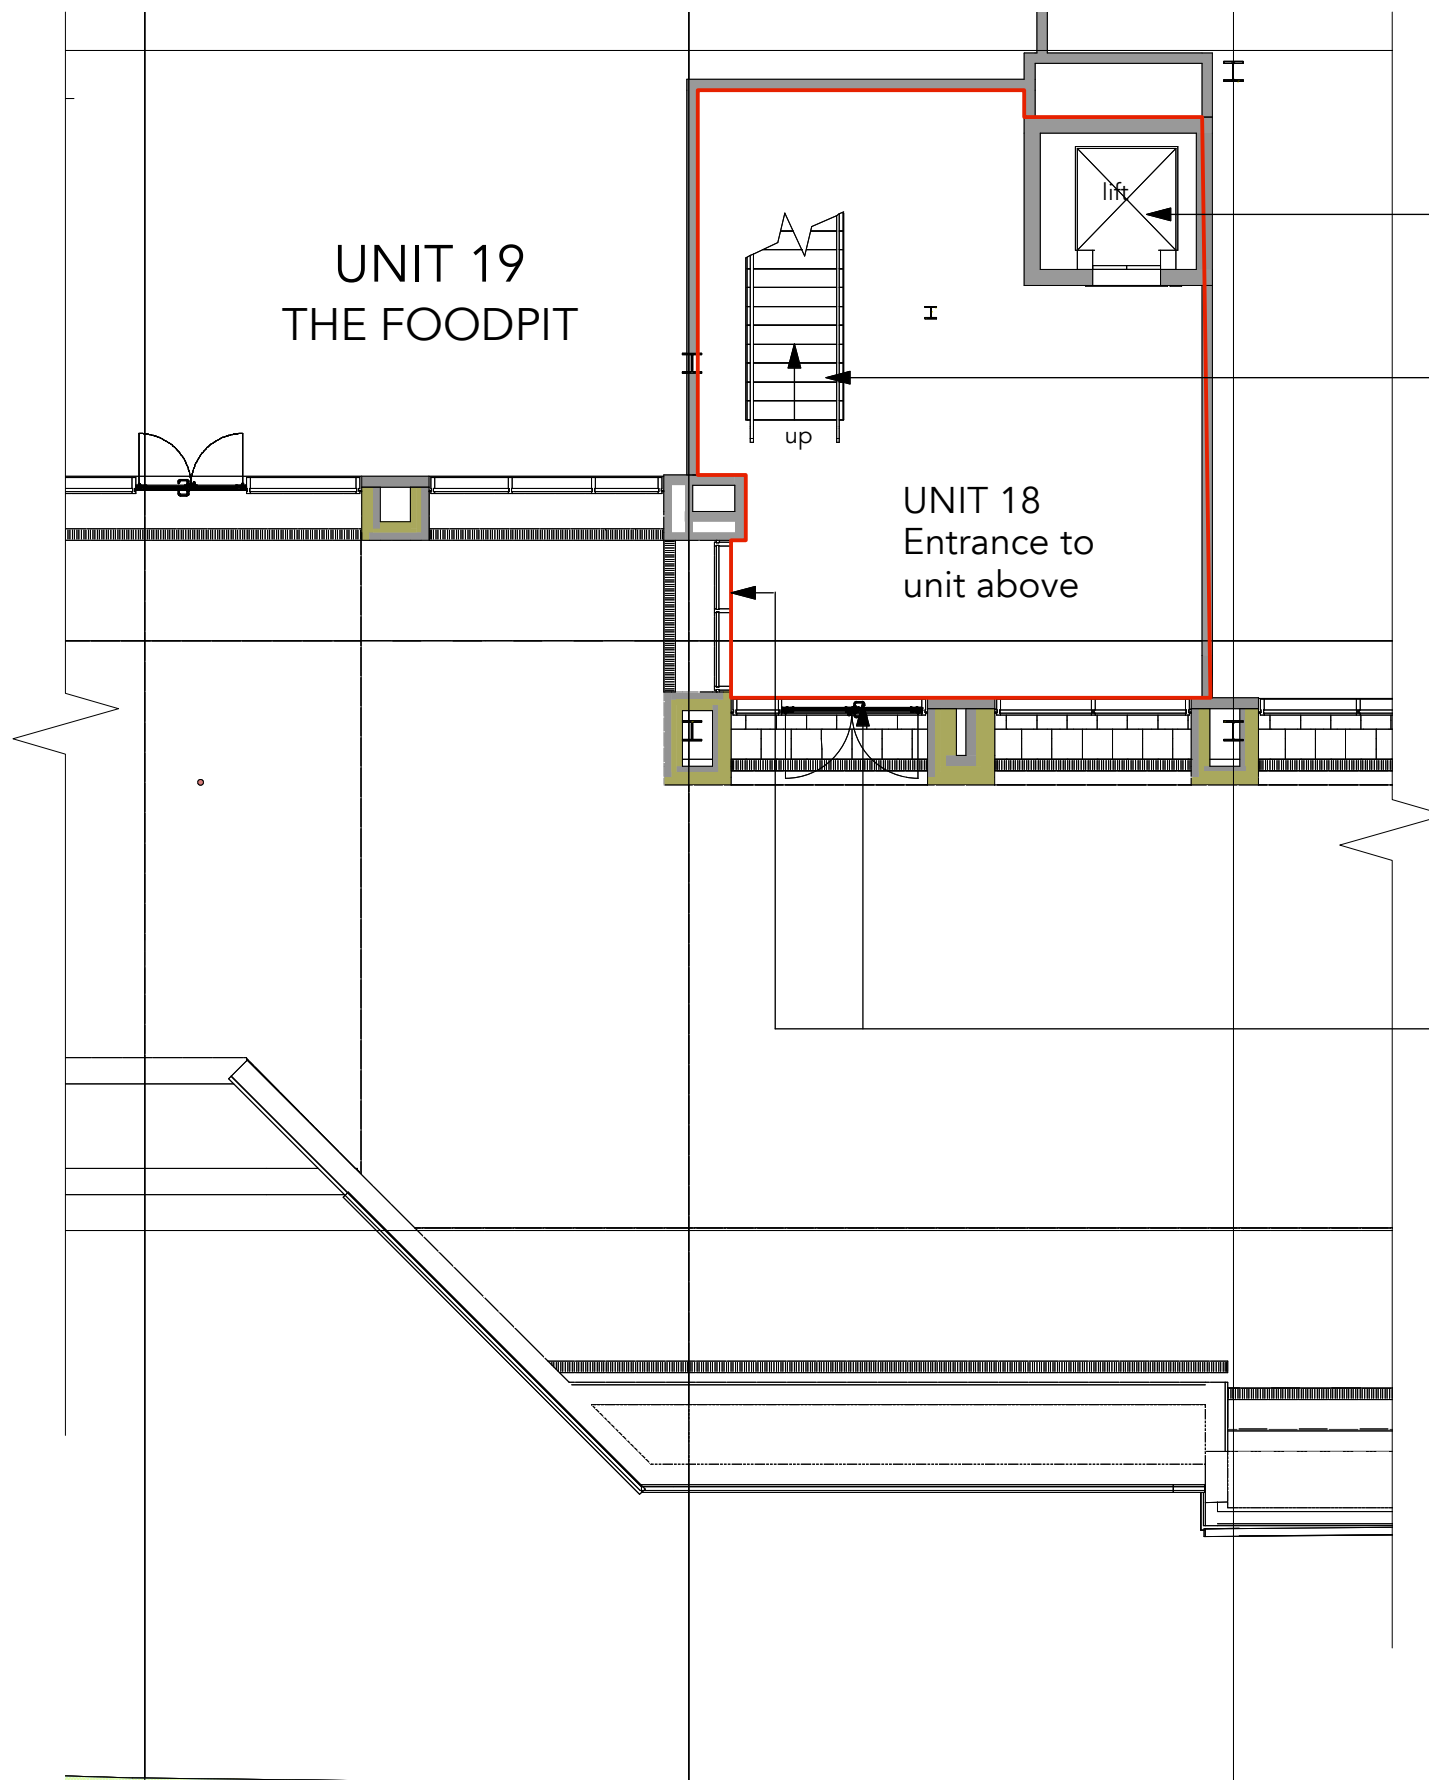 lift
UNIT 19
THE FOODPIT
up
UNIT 18
Entrance to
unit above